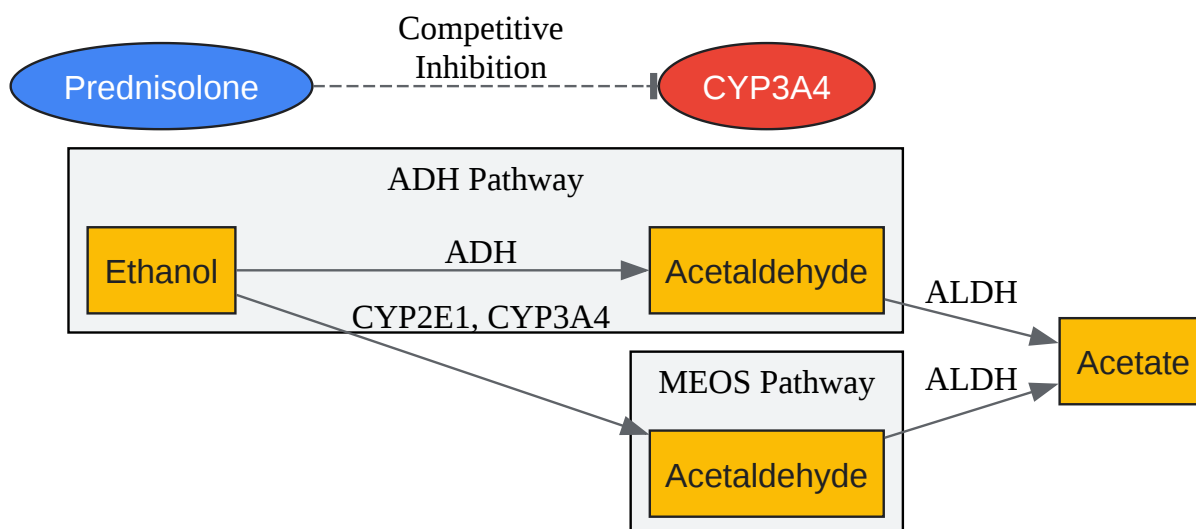 Competitive
Inhibition
Prednisolone
CYP3A4
ADH Pathway
Ethanol
ADH
Acetaldehyde
CYP2E1, CYP3A4
ALDH
Acetate
MEOS Pathway
ALDH
Acetaldehyde